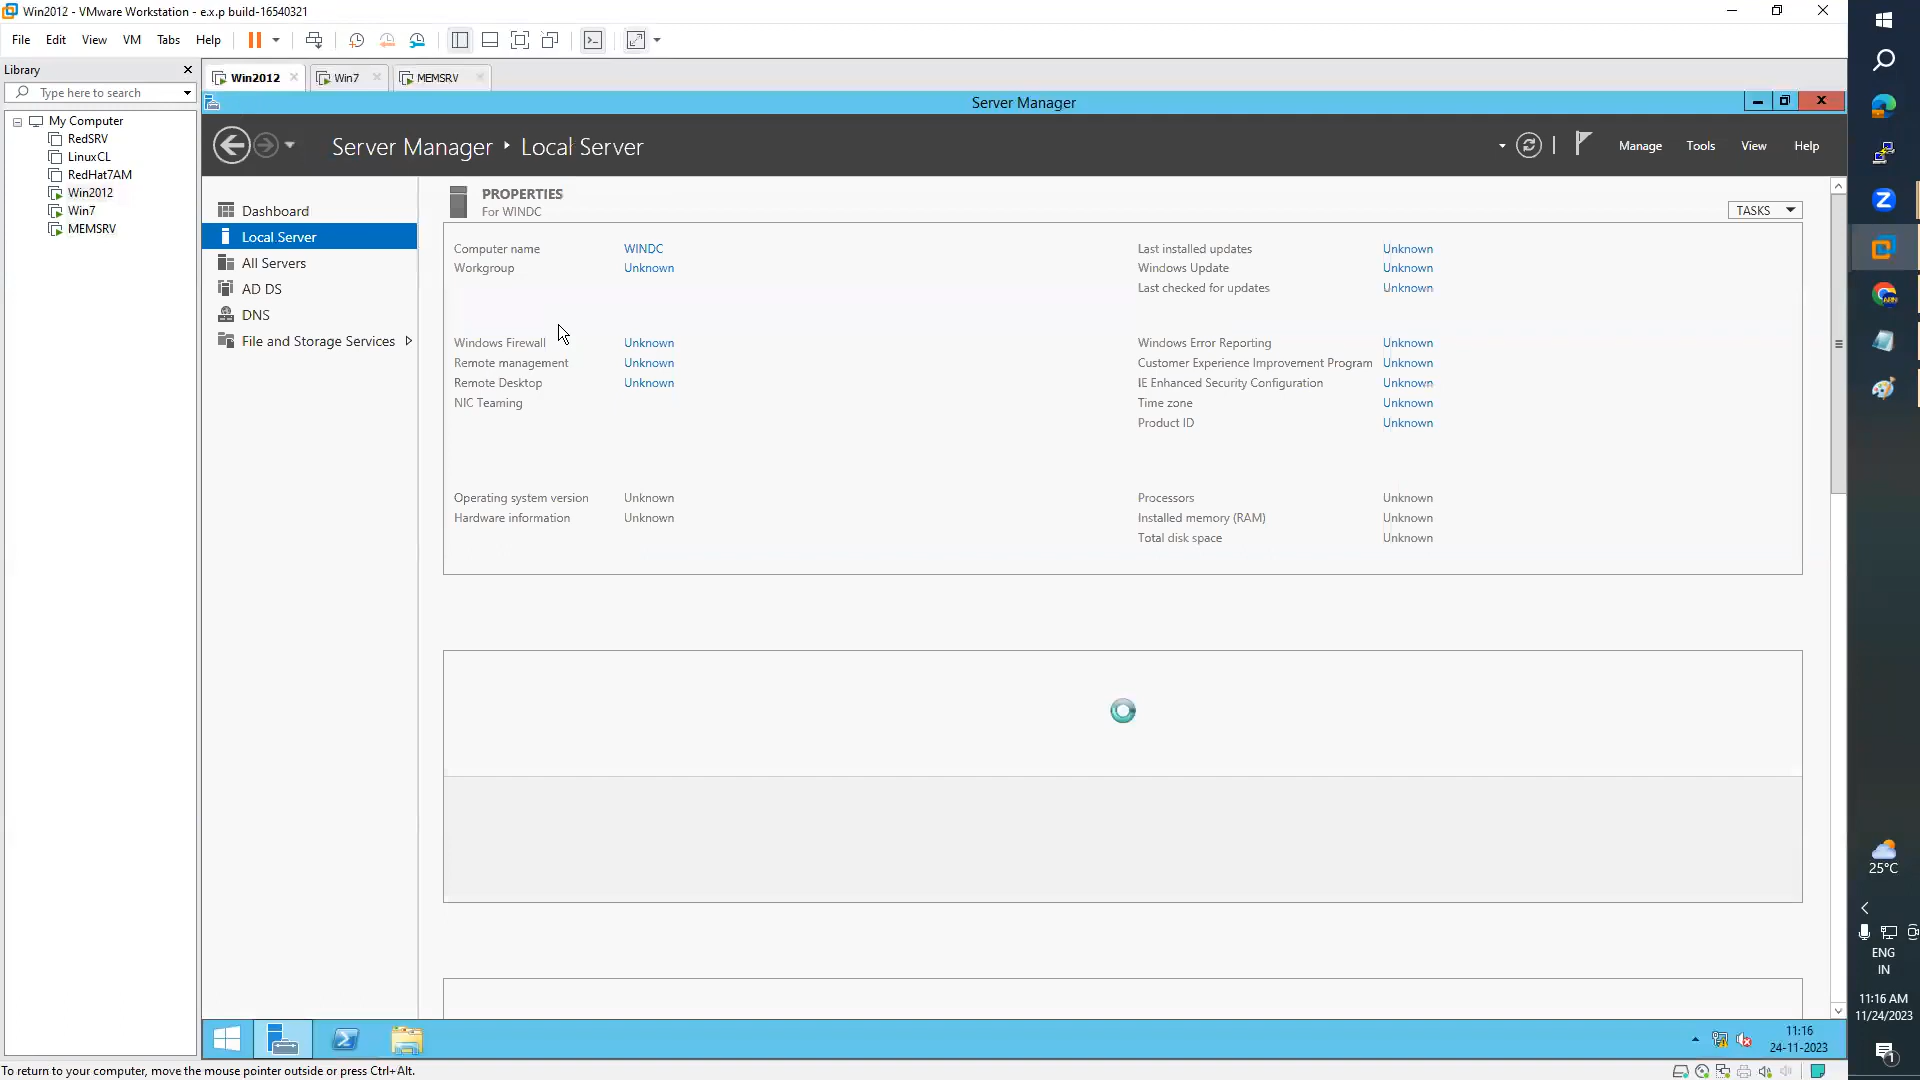 Win2012 - VMware Workstation - e.x.p build-16540321
File Edit View VM Tabs Help
Library
Type here to search
My Computer
RedSRV
LinuxCL
RedHat7AM
Win2012
Win7
MEMSRV
Win2012 Win7 MEMSRV
Server Manager
Server Manager Local Server
Manage Tools View Help
Dashboard
Local Server
All Servers
AD DS
DNS
File and Storage Services
PROPERTIES
For WINDC
TASKS
Computer name WINDC
Workgroup Unknown
Windows Firewall Unknown
Remote management Unknown
Remote Desktop Unknown
NIC Teaming
Operating system version Unknown
Hardware information Unknown
Last installed updates Unknown
Windows Update Unknown
Last checked for updates Unknown
Windows Error Reporting Unknown
Customer Experience Improvement Program Unknown
IE Enhanced Security Configuration Unknown
Time zone Unknown
Product ID Unknown
Processors Unknown
Installed memory (RAM) Unknown
Total disk space Unknown
11:16
24-11-2023
To return to your computer, move the mouse pointer outside or press Ctrl+Alt.
25°C
ENG
IN
11:16 AM
11/24/2023
1